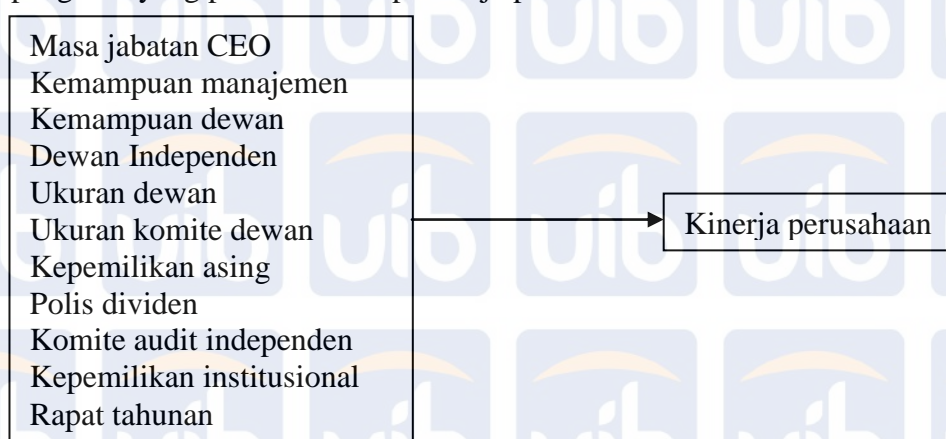 Masa jabatan CEO
Kemampuan manajemen
Kemampuan dewan
Dewan Independen
Ukuran dewan
Ukuran komite dewan
Kepemilikan asing
Polis dividen
Komite audit independen
Kepemilikan institusional
Rapat tahunan
Kinerja perusahaan
uib